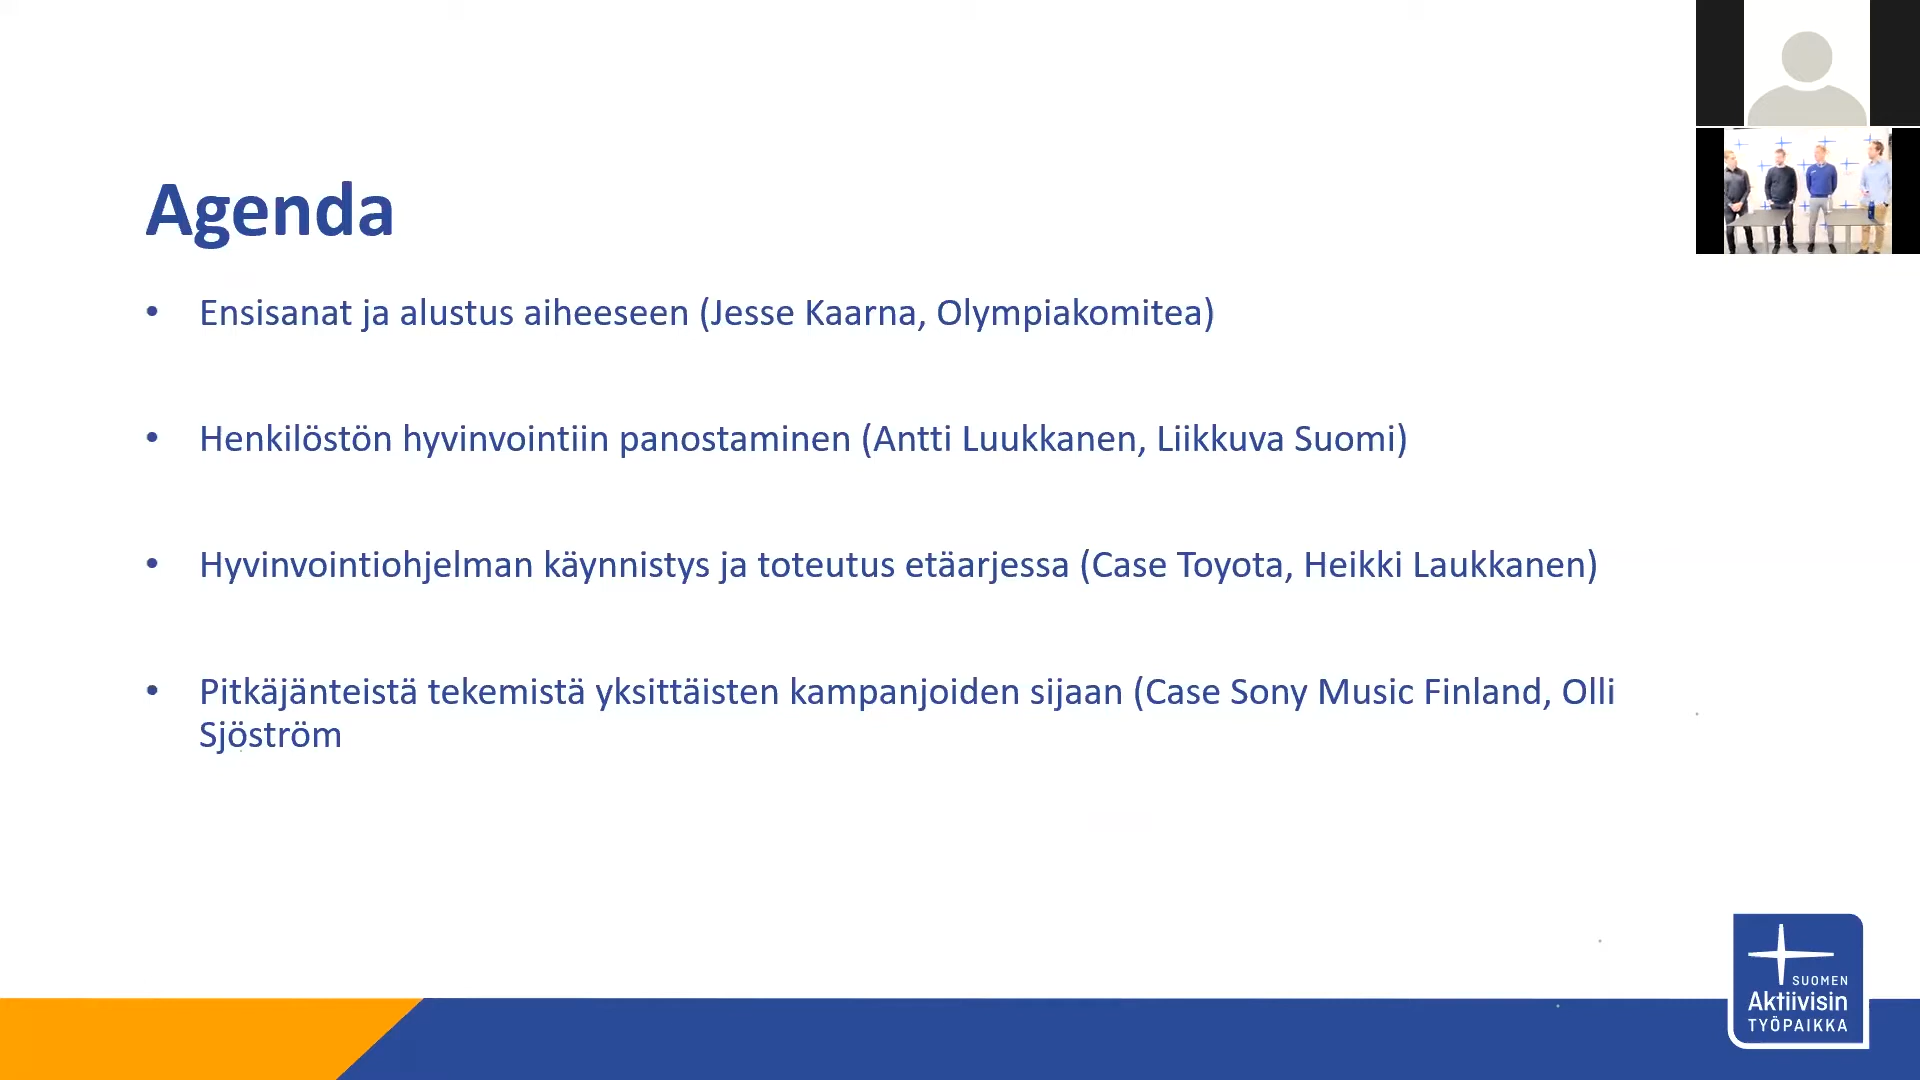 Agenda
• Ensisanat ja alustus aiheeseen (Jesse Kaarna, Olympiakomitea)
• Henkilöstön hyvinvointiin panostaminen (Antti Luukkanen, Liikkuva Suomi)
• Hyvinvointiohjelman käynnistys ja toteutus etäarjessa (Case Toyota, Heikki Laukkanen)
• Pitkäjänteistä tekemistä yksittäisten kampanjoiden sijaan (Case Sony Music Finland, Olli
Sjöström
SUOMEN
Aktiivisin
TYÖPAIKKA